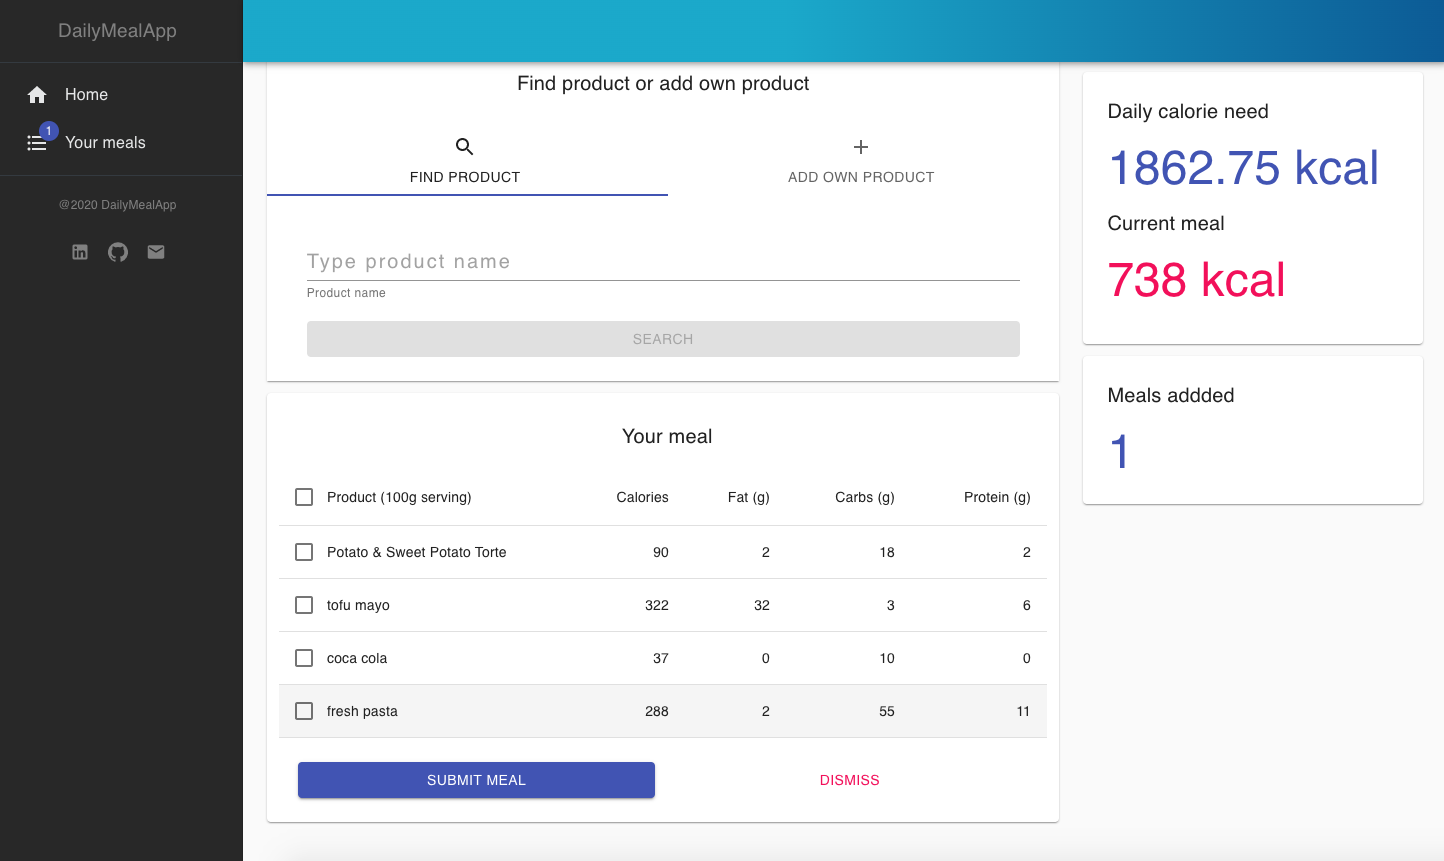 DailyMealApp
Home
1
Your meals
@2020 DailyMealApp
Find product or add own product
FIND PRODUCT
ADD OWN PRODUCT
Type product name
Product name
SEARCH
Your meal
Product (100g serving) Calories Fat (g) Carbs (g) Protein (g)
Potato & Sweet Potato Torte 90 2 18 2
tofu mayo 322 32 3 6
coca cola 37 0 10 0
fresh pasta 288 2 55 11
SUBMIT MEAL
DISMISS
Daily calorie need
1862.75 kcal
Current meal
738 kcal
Meals addded
1